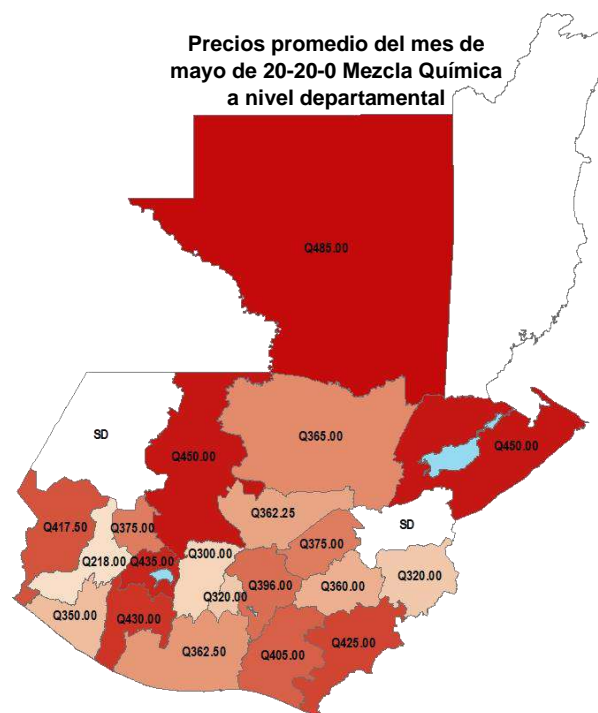 Precios promedio del mes de
mayo de 20-20-0 Mezcla Química
a nivel departamental
Q485.00
SD
Q365.00
Q450.00
Q450.00
Q362.25
Q417.50
Q375.00
Q375.00
SD
Q218.00
Q435.00
Q300.00
Q396.00
Q360.00
Q320.00
Q320.00
Q350.00
Q430.00
Q362.50
Q405.00
Q425.00